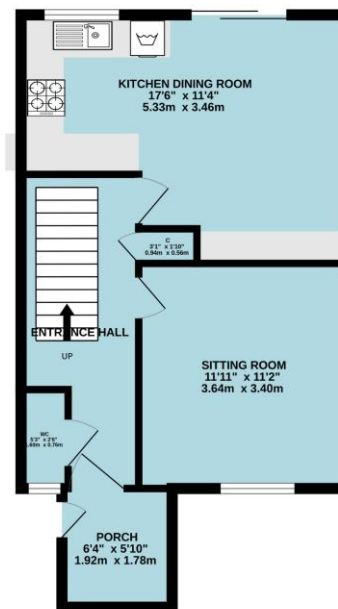 KITCHEN DINING ROOM
17'6" x 11'4"
5.33m x 3.46m
C
3'1" x 1'10"
0.94m x 0.56m
ENTRANCE HALL
UP
SITTING ROOM
11'11" x 11'2"
3.64m x 3.40m
WC
5'3" x 2'6"
1.60m x 0.76m
PORCH
6'4" x 5'10"
1.92m x 1.78m